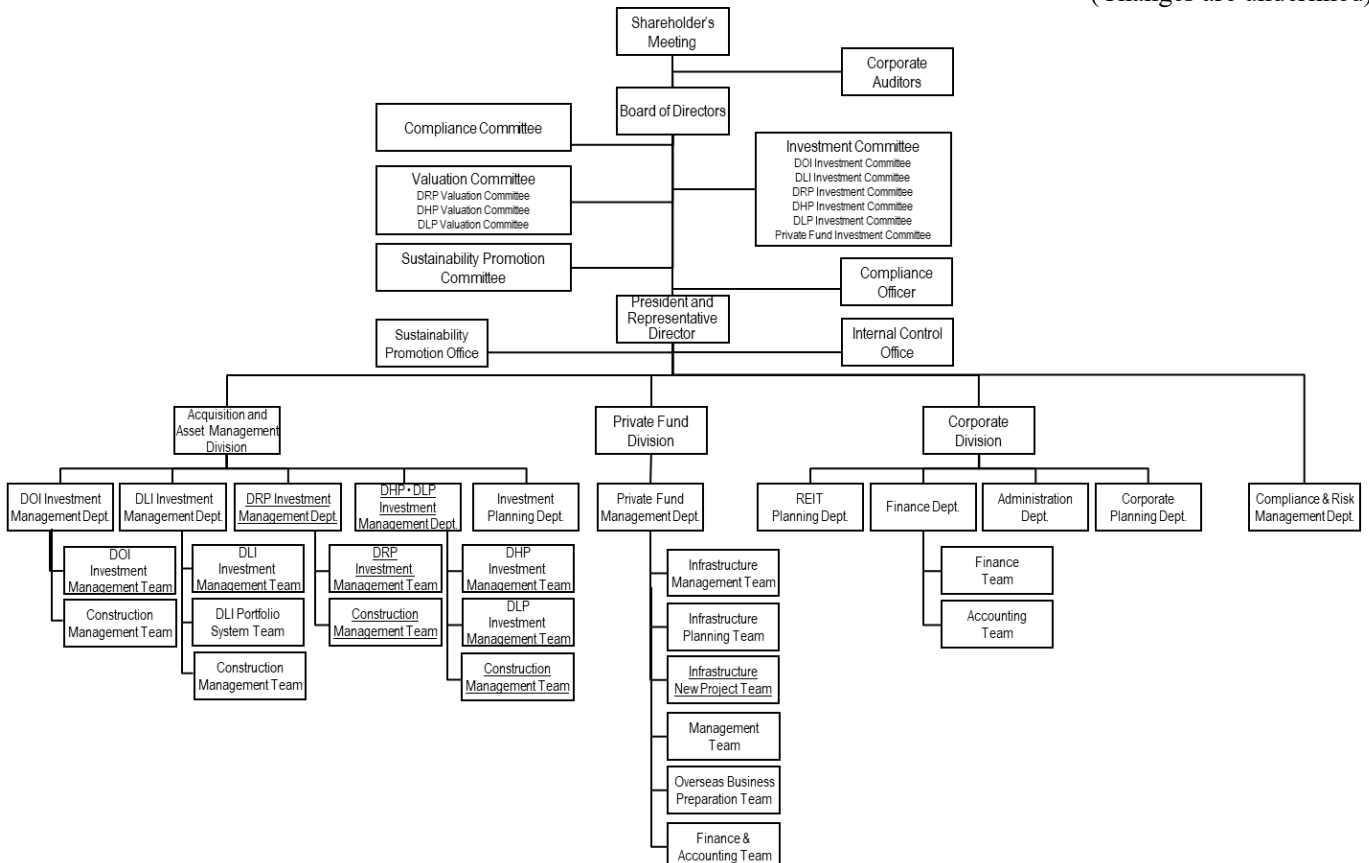 (Changes are underlined)
Shareholder's
Meeting
Corporate
Auditors
Board of Directors
Compliance Committee
Investment Committee
DOI Investment Committee
DLI Investment Committee
DRP Investment Committee
DHP Investment Committee
DLP Investment Committee
Private Fund Investment Committee
Valuation Committee
DRP Valuation Committee
DHP Valuation Committee
DLP Valuation Committee
Sustainability Promotion
Committee
Compliance
Officer
President and
Representative
Director
Sustainability
Promotion Office
Internal Control
Office
Acquisition and
Asset Management
Division
Private Fund
Division
Corporate
Division
DOI Investment
Management Dept.
DLI Investment
Management Dept.
DRP Investment
Management Dept.
DHP・DLP
Investment
Management Dept.
Investment
Planning Dept.
Private Fund
Management Dept.
REIT
Planning Dept.
Finance Dept.
Administration
Dept.
Corporate
Planning Dept.
Compliance & Risk
Management Dept.
DOI
Investment
Management Team
Construction
Management Team
DLI
Investment
Management Team
DLI Portfolio
System Team
Construction
Management Team
DRP
Investment
Management Team
Construction
Management Team
DHP
Investment
Management Team
DLP
Investment
Management Team
Construction
Management Team
Infrastructure
Management Team
Infrastructure
Planning Team
Infrastructure
New Project Team
Management
Team
Overseas Business
Preparation Team
Finance &
Accounting Team
Finance
Team
Accounting
Team